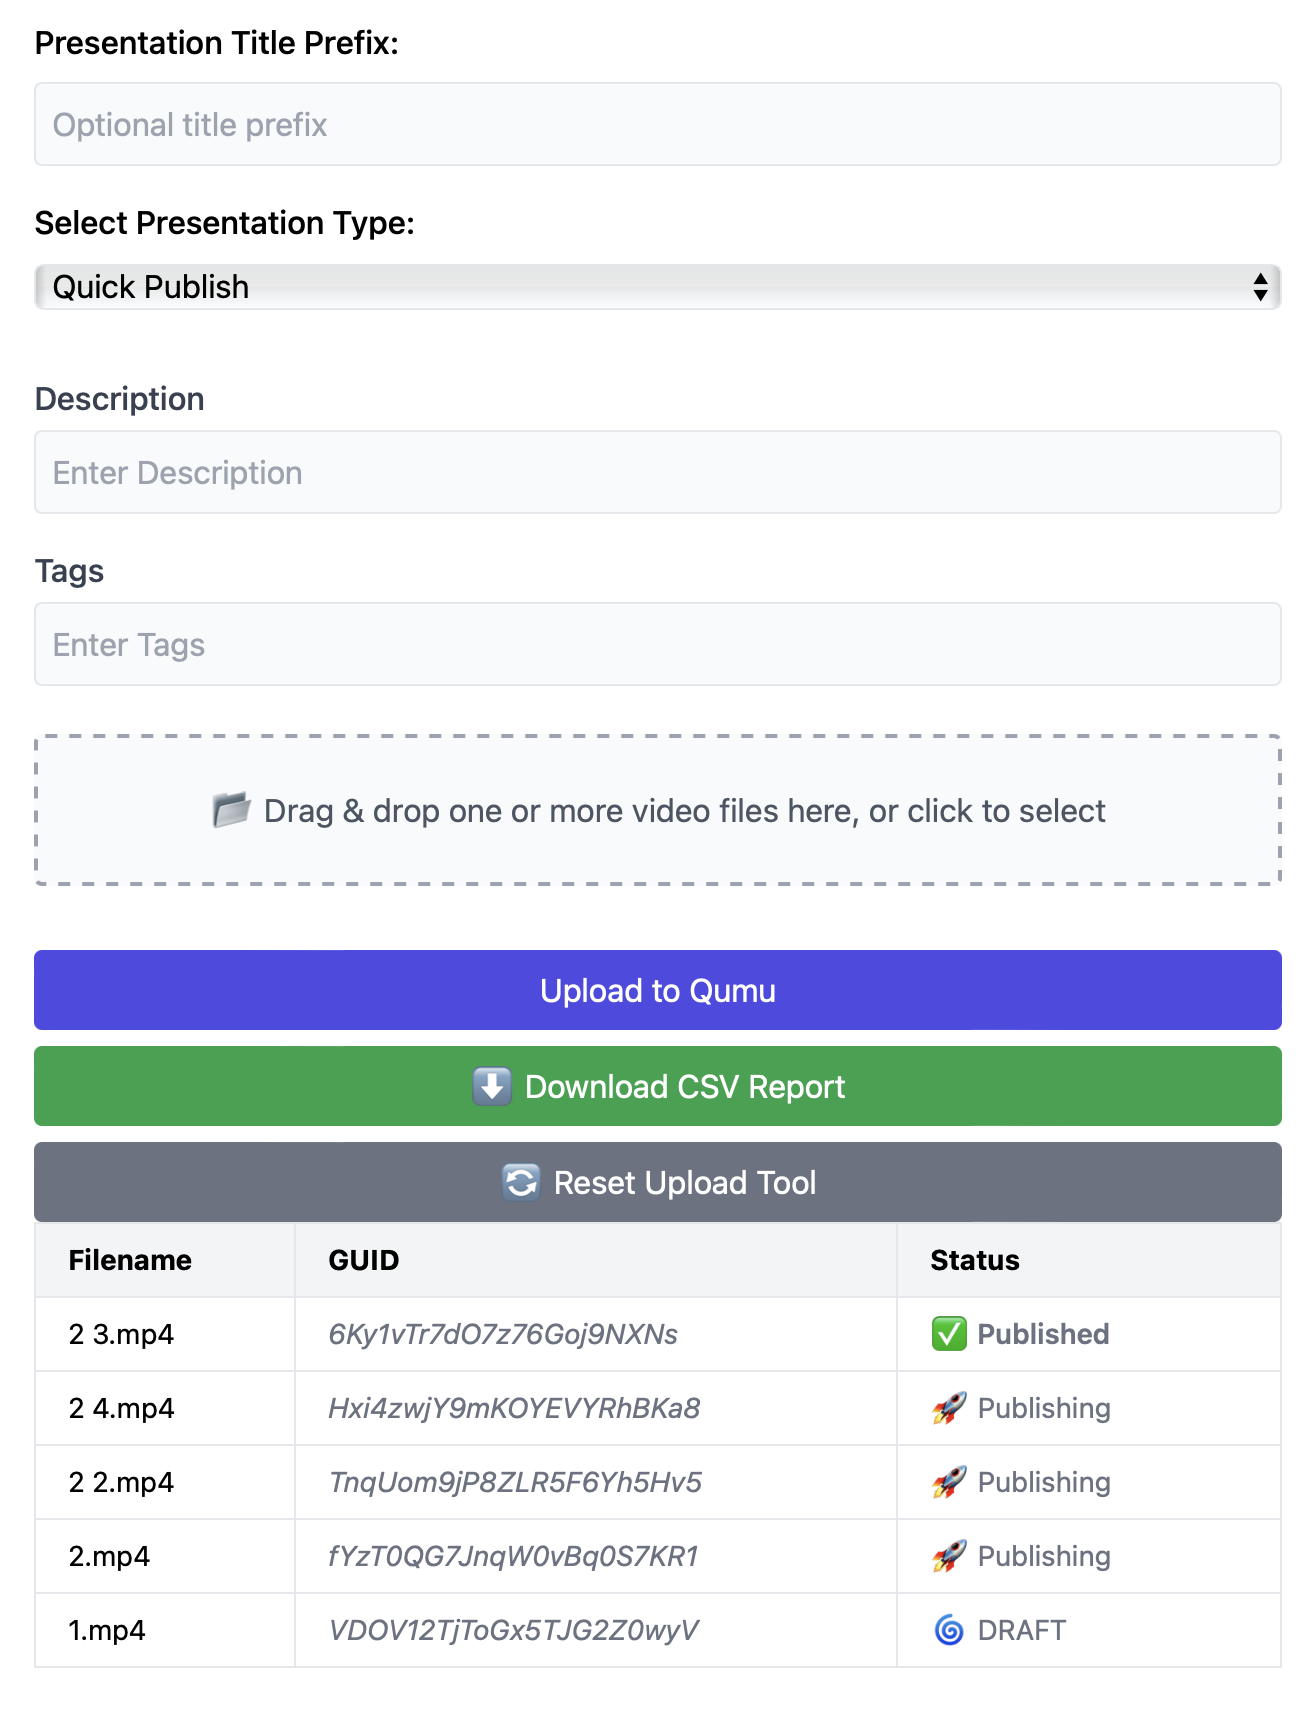 Presentation Title Prefix:
Optional title prefix
Select Presentation Type:
Quick Publish
Description
Enter Description
Tags
Enter Tags
Drag & drop one or more video files here, or click to select
Upload to Qumu
Download CSV Report
Reset Upload Tool
Filename GUID Status
2 3.mp4 6Ky1vTr7dO7z76Goj9NXNs Published
2 4.mp4 Hxi4zwjY9mKOYEVYRhBKa8 Publishing
2 2.mp4 TnqUom9jP8ZLR5F6Yh5Hv5 Publishing
2.mp4 fYzT0QG7JnqW0vBq0S7KR1 Publishing
1.mp4 VDOV12TjToGx5TJG2Z0wyV DRAFT